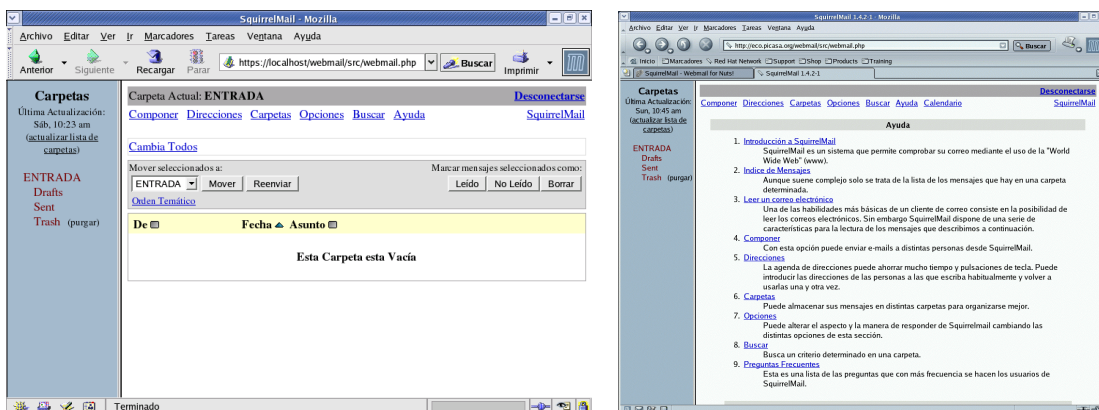 SquirrelMail - Mozilla
Archivo Editar Ver Ir Marcadores Tareas Ventana Ayuda
Anterior Siguiente Recargar Parar https://localhost/webmail/src/webmail.php Buscar Imprimir
Carpetas
Última Actualización:
Sáb, 10:23 am
(actualizar lista de
carpetas)
ENTRADA
Drafts
Sent
Trash (purgar)
Carpeta Actual: ENTRADA Desconectarse
Componer Direcciones Carpetas Opciones Buscar Ayuda SquirrelMail
Cambia Todos
Mover seleccionados a: Marcar mensajes seleccionados como:
ENTRADA Mover Reenviar Leído No Leído Borrar
Orden Temático
De Fecha Asunto
Esta Carpeta esta Vacía
Terminado
SquirrelMail 1.4.2-1 - Mozilla
Archivo Editar Ver Ir Marcadores Tareas Ventana Ayuda
http://eco.picasa.org/webmail/src/webmail.php Buscar
Inicio Marcadores Red Hat Network Support Shop Products Training
SquirrelMail - Webmail for Nuts! SquirrelMail 1.4.2-1
Carpetas
Última Actualización:
Sun, 10:45 am
(actualizar lista de
carpetas)
ENTRADA
Drafts
Sent
Trash (purgar)
Desconectarse
Componer Direcciones Carpetas Opciones Buscar Ayuda Calendario SquirrelMail
Ayuda
1. Introducción a SquirrelMail
SquirrelMail es un sistema que permite comprobar su correo mediante el uso de la "World
Wide Web" (www).
2. Indice de Mensajes
Aunque suene complejo solo se trata de la lista de los mensajes que hay en una carpeta
determinada.
3. Leer un correo electrónico
Una de las habilidades más básicas de un cliente de correo consiste en la posibilidad de
leer los correos electrónicos. Sin embargo SquirrelMail dispone de una serie de
características para la lectura de los mensajes que describimos a continuación.
4. Componer
Con esta opción puede enviar e-mails a distintas personas desde SquirrelMail.
5. Direcciones
La agenda de direcciones puede ahorrar mucho tiempo y pulsaciones de tecla. Puede
introducir las direcciones de las personas a las que escriba habitualmente y volver a
usarlas una y otra vez.
6. Carpetas
Puede almacenar sus mensajes en distintas carpetas para organizarse mejor.
7. Opciones
Puede alterar el aspecto y la manera de responder de Squirrelmail cambiando las
distintas opciones de esta sección.
8. Buscar
Busca un criterio determinado en una carpeta.
9. Preguntas Frecuentes
Esta es una lista de las preguntas que con más frecuencia se hacen los usuarios de
SquirrelMail.